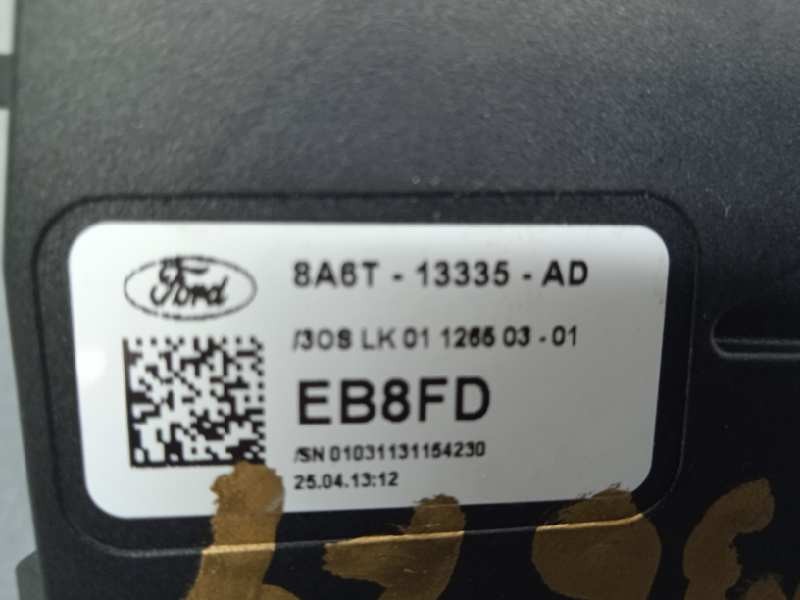 Ford
8A6T - 13335 - AD
/3OS LK 01 1265 03 - 01
EB8FD
/SN 01031131154230
25.04.13:12